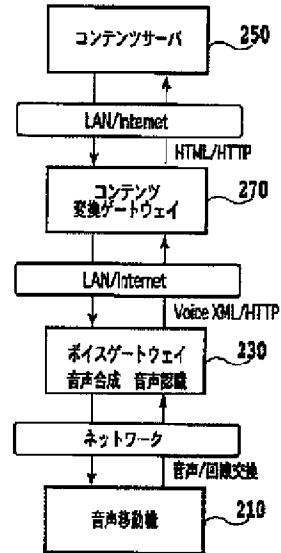 コンテンツサーバ
250
LAN/Internet
HTML/HTTP
コンテンツ
変換ゲートウェイ
270
LAN/Internet
Voice XML/HTTP
ボイスゲートウェイ
音声合成 音声認識
230
ネットワーク
音声/回線交換
音声移動機
210